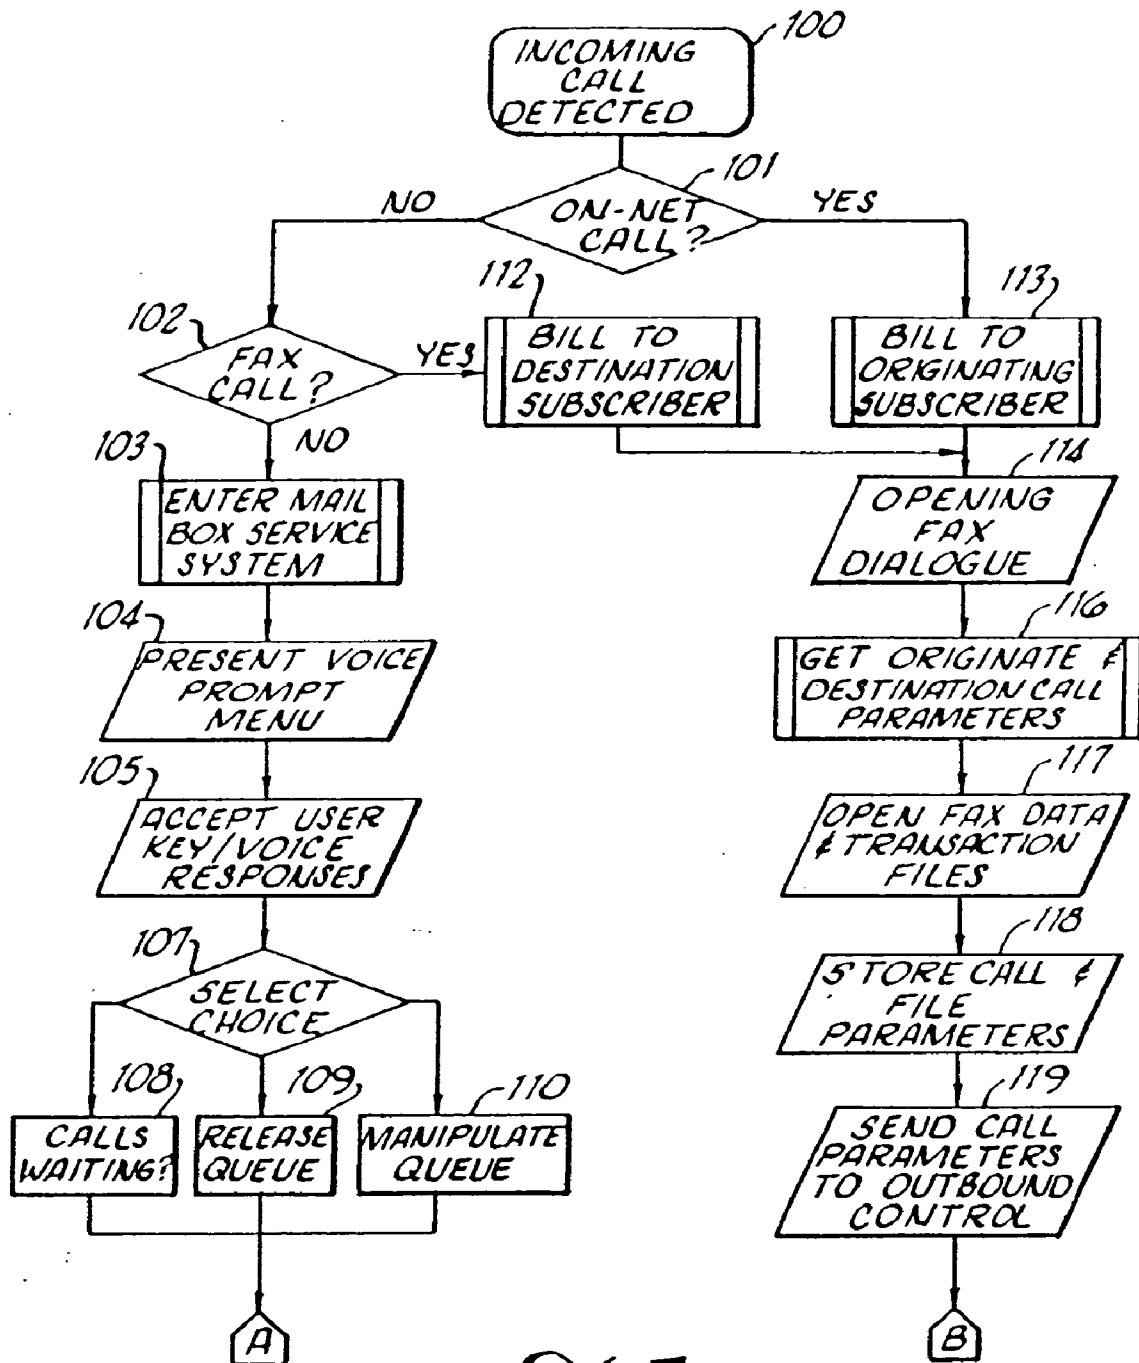 100
INCOMING
CALL
DETECTED
101
NO
ON-NET
CALL?
YES
112
113
102
FAX
CALL?
YES
BILL TO
DESTINATION
SUBSCRIBER
BILL TO
ORIGINATING
SUBSCRIBER
NO
103
ENTER MAIL
BOX SERVICE
SYSTEM
114
OPENING
FAX
DIALOGUE
104
PRESENT VOICE
PROMPT
MENU
116
GET ORIGINATE &
DESTINATION CALL
PARAMETERS
105
ACCEPT USER
KEY/VOICE
RESPONSES
117
OPEN FAX DATA
& TRANSACTION
FILES
107
SELECT
CHOICE
118
STORE CALL &
FILE
PARAMETERS
108
CALLS
WAITING?
109
RELEASE
QUEUE
110
MANIPULATE
QUEUE
119
SEND CALL
PARAMETERS
TO OUTBOUND
CONTROL
A
B